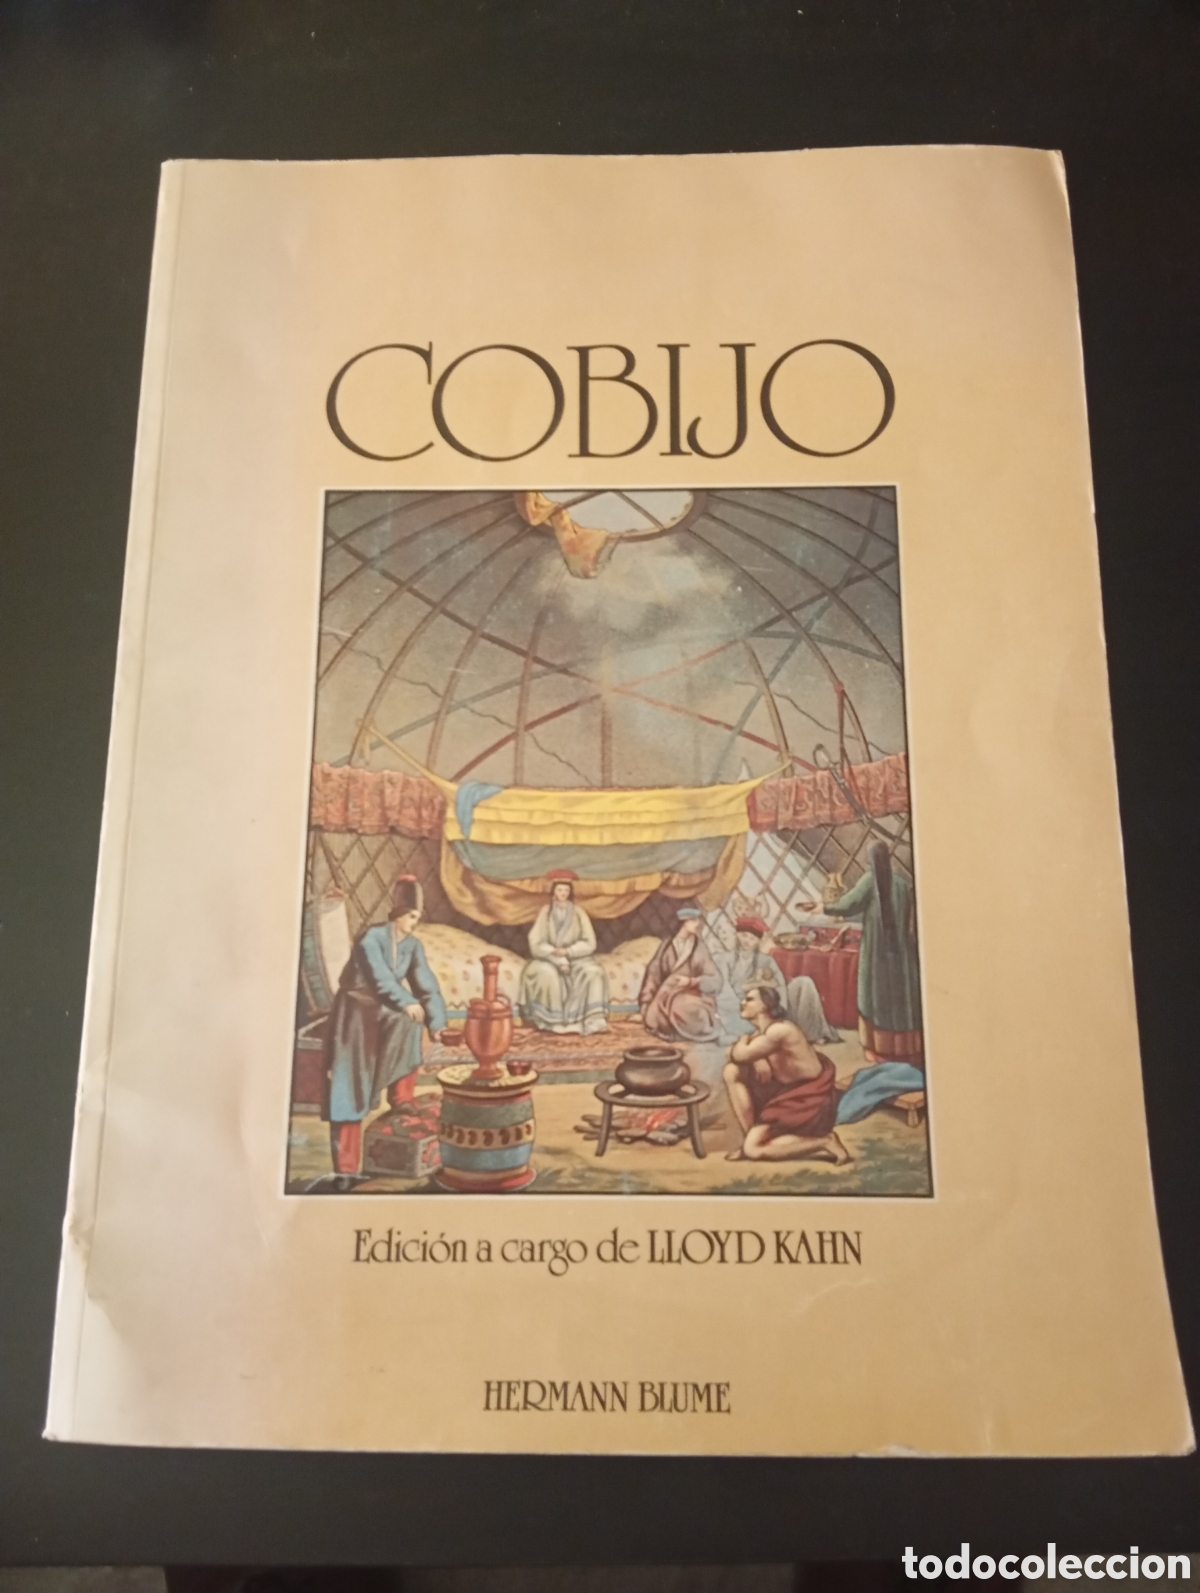 COBIJO
Edición a cargo de LLOYD KAHN
HERMANN BLUME
todocoleccion